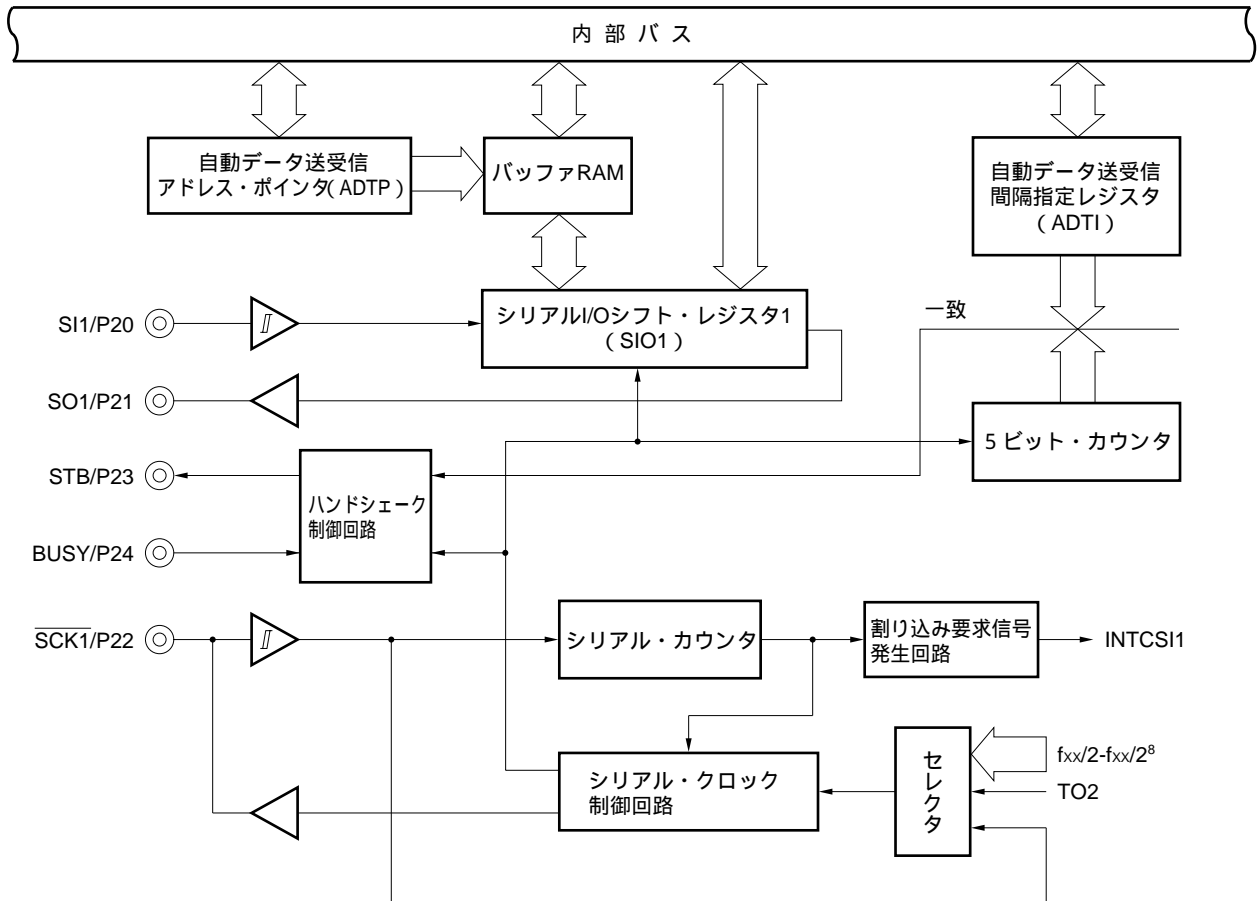 内 部 バ ス
自動データ送受信
アドレス・ポインタ(ADTP)
バッファRAM
自動データ送受信
間隔指定レジスタ
(ADTI)
SI1/P20
シリアルI/Oシフト・レジスタ1
(SIO1)
一致
SO1/P21
5 ビット・カウンタ
STB/P23
ハンドシェーク
制御回路
BUSY/P24
SCK1/P22
シリアル・カウンタ
割り込み要求信号
発生回路
INTCSI1
シリアル・クロック
制御回路
セレクタ
fxx/2-fxx/2⁸
TO2